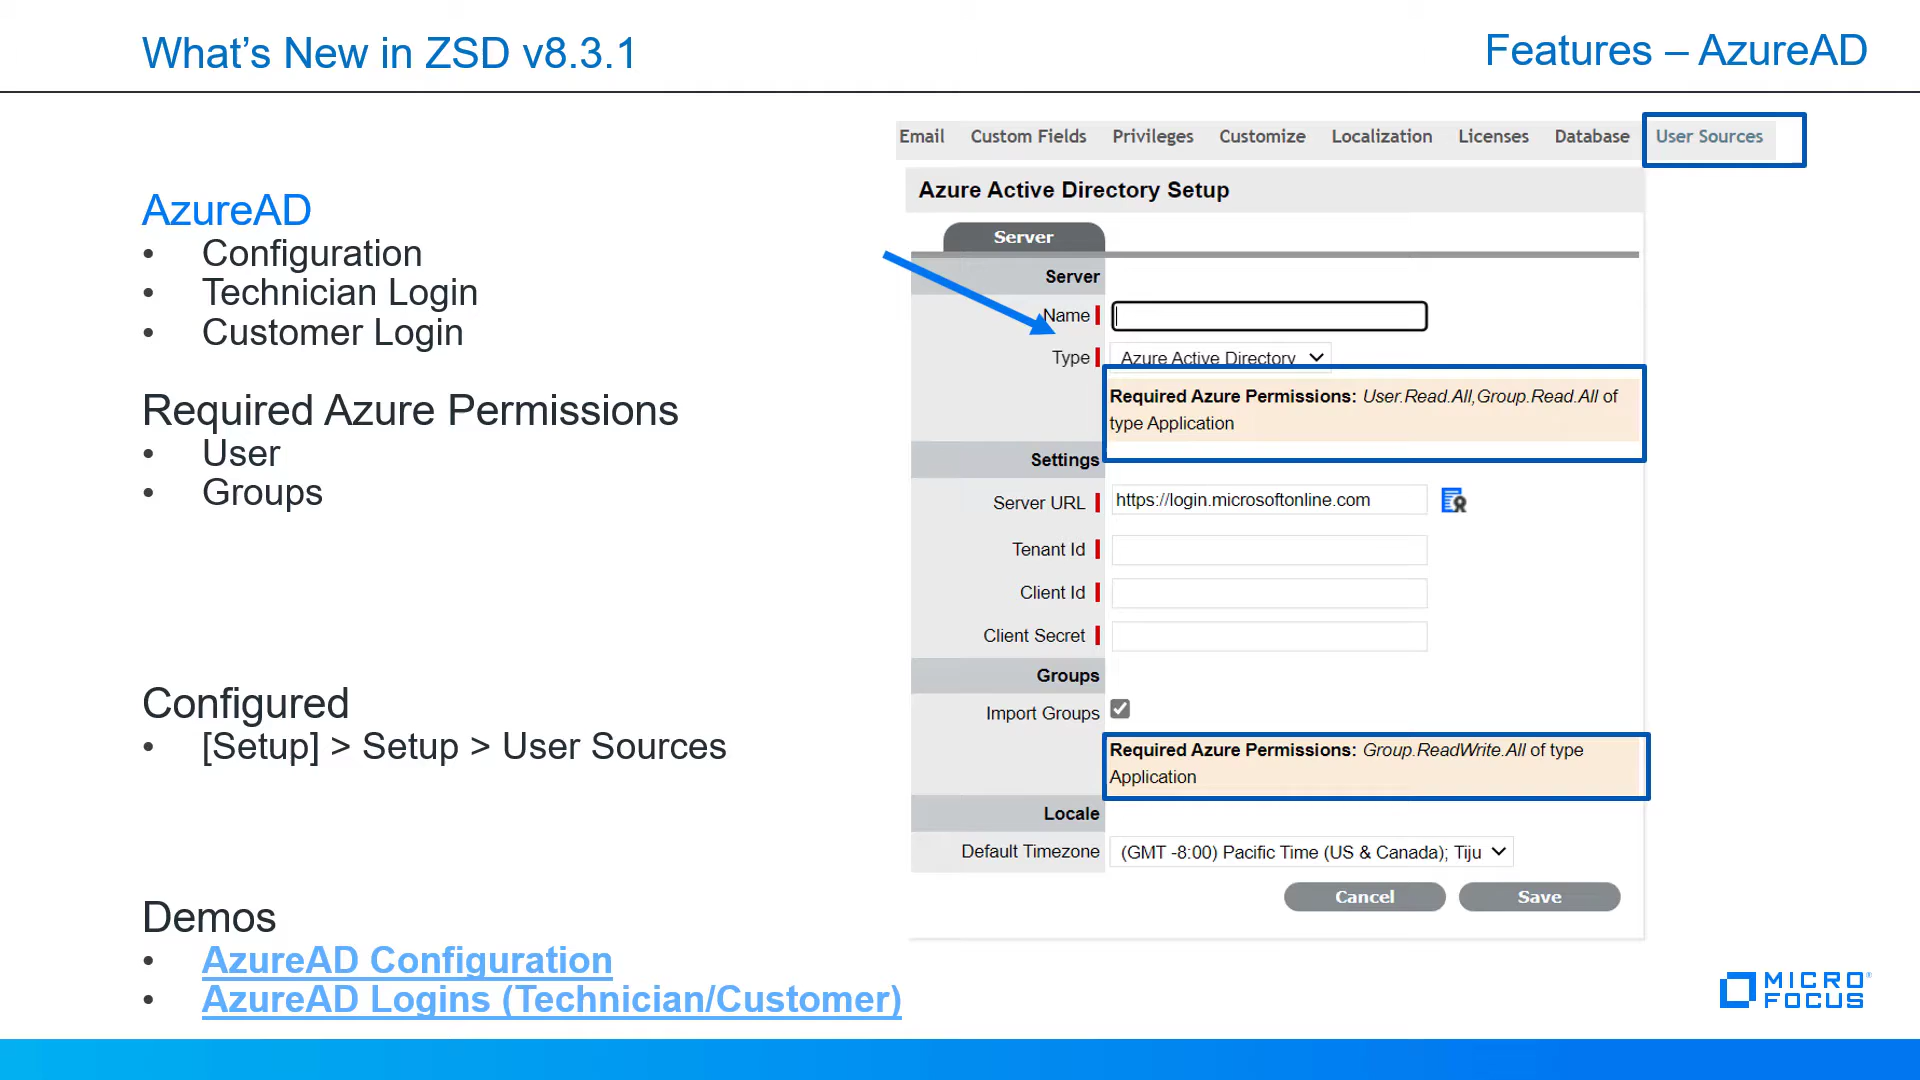 What's New in ZSD v8.3.1
Features – AzureAD
AzureAD
• Configuration
• Technician Login
• Customer Login
Required Azure Permissions
• User
• Groups
Configured
• [Setup] > Setup > User Sources
Demos
• AzureAD Configuration
• AzureAD Logins (Technician/Customer)
Email Custom Fields Privileges Customize Localization Licenses Database User Sources
Azure Active Directory Setup
Server
Server
Name
Type Azure Active Directory
Required Azure Permissions: User.Read.All,Group.Read.All of
type Application
Settings
Server URL https://login.microsoftonline.com
Tenant Id
Client Id
Client Secret
Groups
Import Groups
Required Azure Permissions: Group.ReadWrite.All of type
Application
Locale
Default Timezone (GMT -8:00) Pacific Time (US & Canada); Tiju
Cancel Save
MICRO
FOCUS